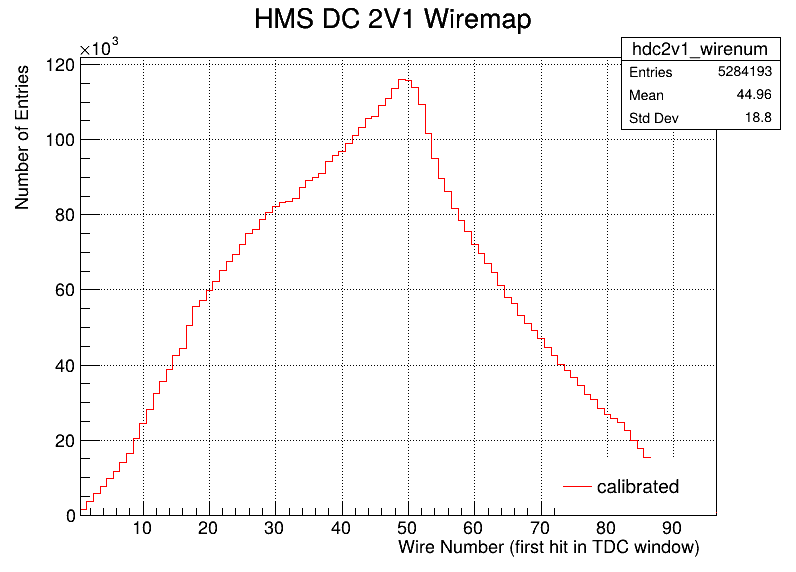 HMS DC 2V1 Wiremap
×10³
hdc2v1_wirenum
Entries 5284193
Mean 44.96
Std Dev 18.8
Number of Entries
120
100
80
60
40
20
0
10 20 30 40 50 60 70 80 90
calibrated
Wire Number (first hit in TDC window)